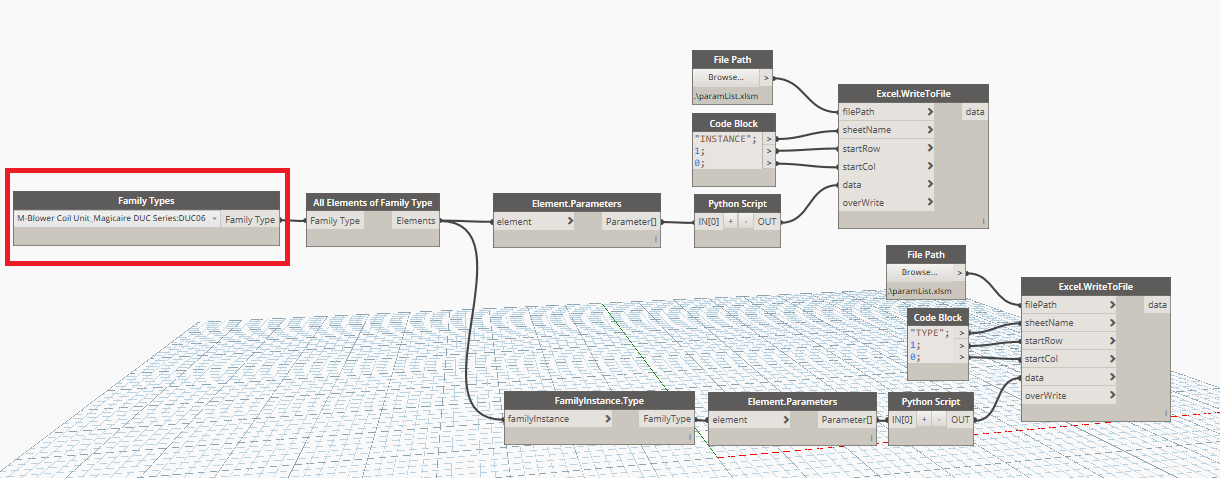 File Path
Browse... >
.\paramList.xlsm
Excel.WriteToFile
filePath > data
sheetName >
startRow >
startCol >
data >
overWrite >
l
Code Block
"INSTANCE"; >
1; >
0; >
Family Types
M-Blower Coil Unit_Magicaire DUC Series:DUC06 Family Type
All Elements of Family Type
Family Type Elements
Element.Parameters
element > Parameter[]
l
Python Script
IN[0] + - OUT
File Path
Browse... >
.\paramList.xlsm
Excel.WriteToFile
filePath > data
sheetName >
startRow >
startCol >
data >
overWrite >
l
Code Block
"TYPE"; >
1; >
0; >
FamilyInstance.Type
familyInstance > FamilyType
l
Element.Parameters
element > Parameter[]
l
Python Script
IN[0] + - OUT